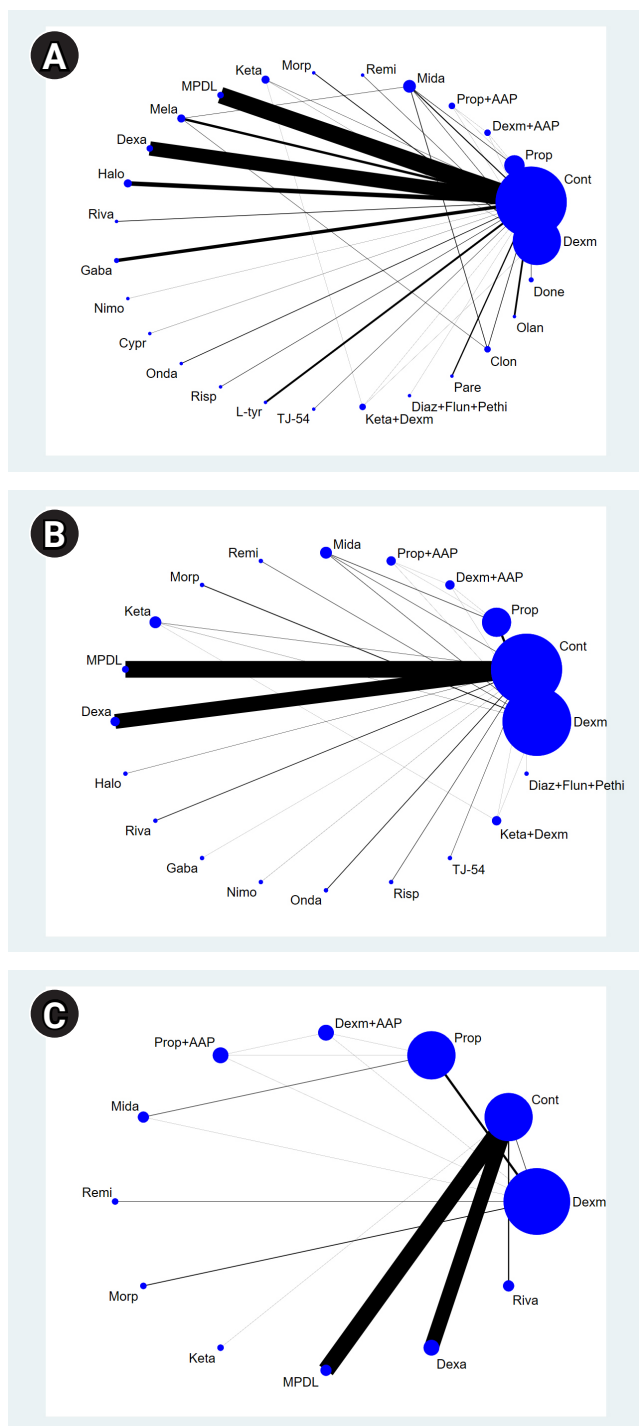 A
Morp
Remi
Keta
Mida
MPDL
Prop+AAP
Mela
Dexm+AAP
Dexa
Prop
Halo
Cont
Riva
Dexm
Gaba
Done
Nimo
Olan
Cypr
Clon
Onda
Pare
Risp
Diaz+Flun+Pethi
L-tyr
TJ-54
Keta+Dexm
B
Mida
Remi
Prop+AAP
Morp
Dexm+AAP
Keta
Prop
MPDL
Cont
Dexa
Dexm
Halo
Diaz+Flun+Pethi
Riva
Keta+Dexm
Gaba
TJ-54
Nimo
Onda
Risp
C
Dexm+AAP
Prop+AAP
Prop
Mida
Cont
Remi
Dexm
Morp
Riva
Keta
Dexa
MPDL